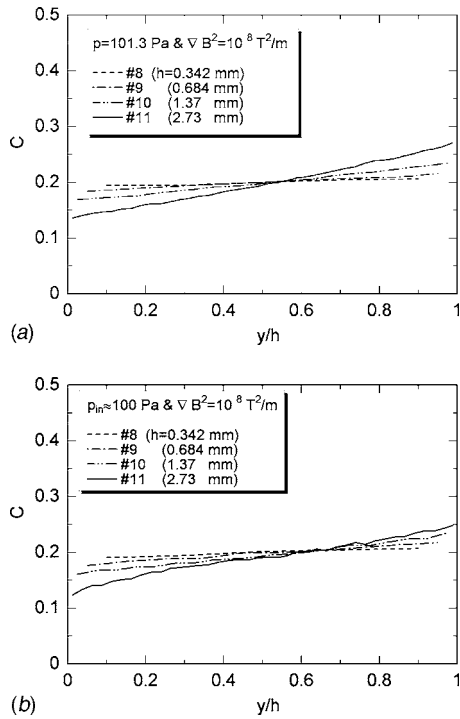 p=101.3 Pa & ∇ B²=10⁸ T²/m
#8 (h=0.342 mm)
#9 (0.684 mm)
#10 (1.37 mm)
#11 (2.73 mm)
0.5
0.4
0.3
0.2
0.1
0
C
0 0.2 0.4 0.6 0.8 1
(a) y/h
p_in≈100 Pa & ∇ B²=10⁸ T²/m
#8 (h=0.342 mm)
#9 (0.684 mm)
#10 (1.37 mm)
#11 (2.73 mm)
0.5
0.4
0.3
0.2
0.1
0
C
0 0.2 0.4 0.6 0.8 1
(b) y/h